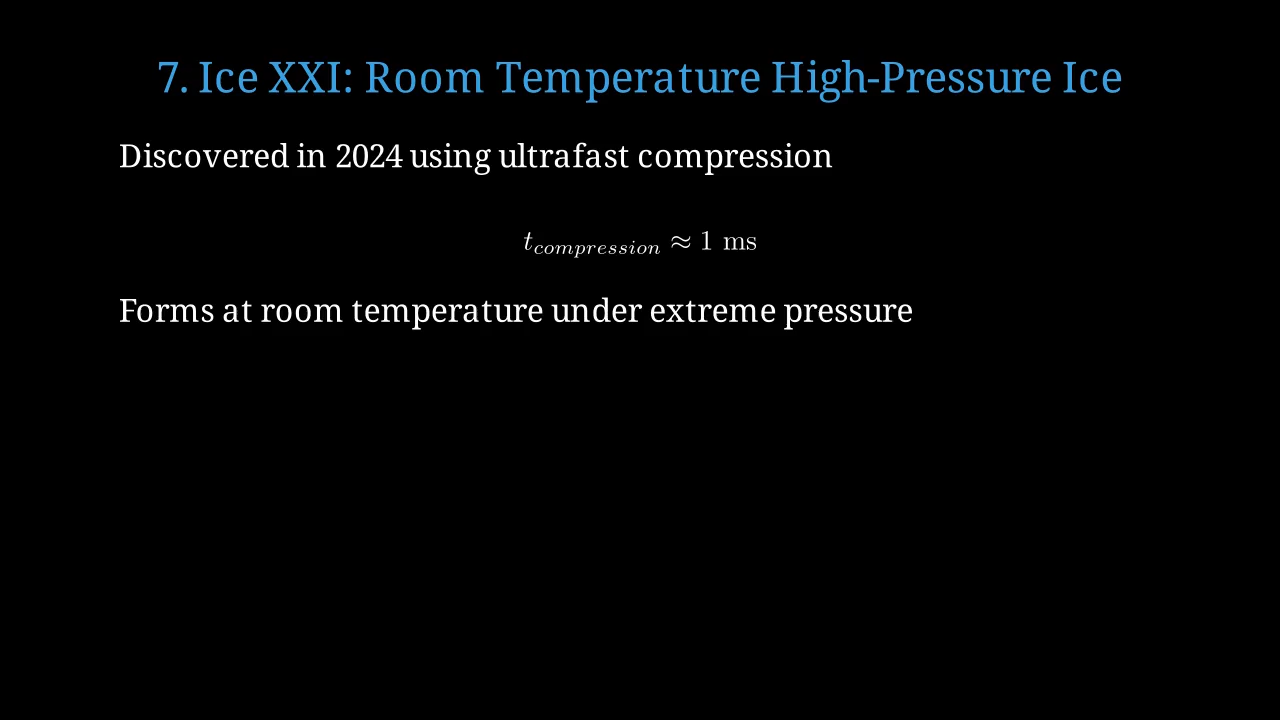 7. Ice XXI: Room Temperature High-Pressure Ice
Discovered in 2024 using ultrafast compression
t_{compression} ≈ 1 ms
Forms at room temperature under extreme pressure